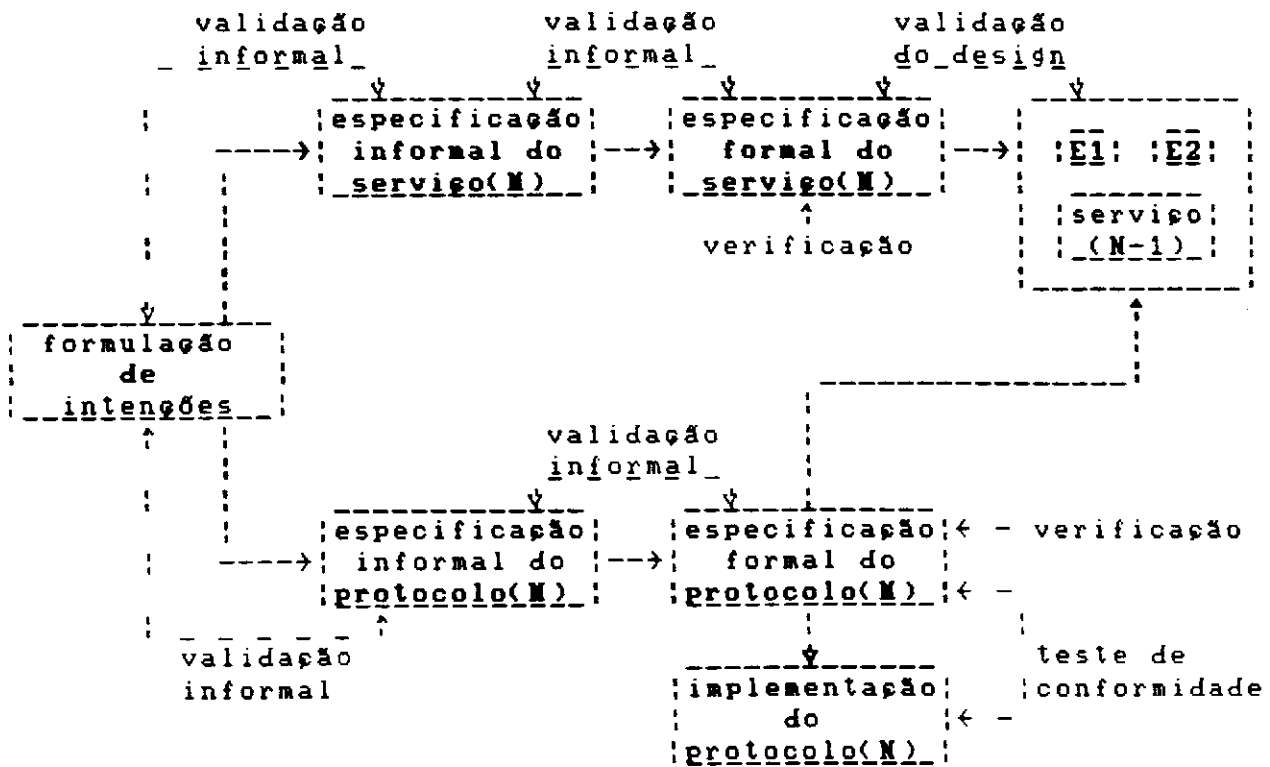 validação
informal
validação
informal
validação
do design
especificação
informal do
serviço(N)
especificação
formal do
serviço(N)
E1 E2
serviço
(N-1)
verificação
formulação
de
intenções
validação
informal
especificação
informal do
protocolo(N)
especificação
formal do
protocolo(N)
verificação
validação
informal
teste de
conformidade
implementação
do
protocolo(N)